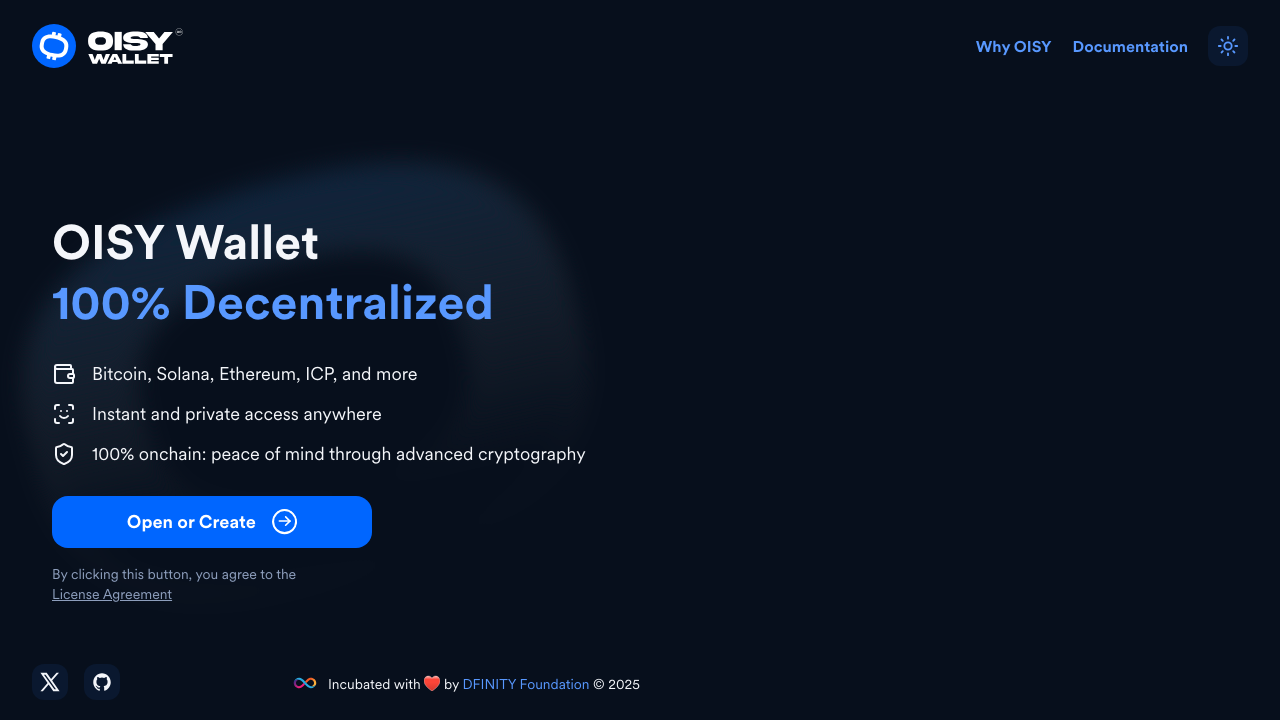 OISY
WALLET
Why OISY
Documentation
OISY Wallet
100% Decentralized
Bitcoin, Solana, Ethereum, ICP, and more
Instant and private access anywhere
100% onchain: peace of mind through advanced cryptography
Open or Create
By clicking this button, you agree to the
License Agreement
Incubated with ❤️ by DFINITY Foundation © 2025